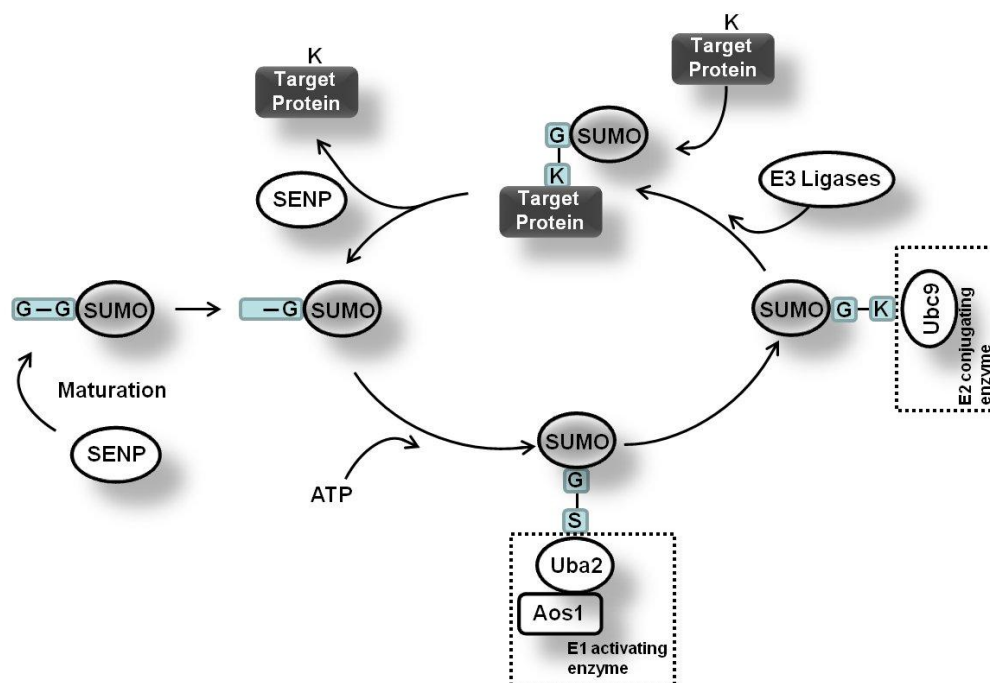 K
Target
Protein
K
Target
Protein
G SUMO
K
Target
Protein
E3 Ligases
SENP
G–G SUMO
–G SUMO
SUMO G–K Ubc9
E2 conjugating
enzyme
Maturation
SENP
ATP
SUMO
G
S
Uba2
Aos1
E1 activating
enzyme